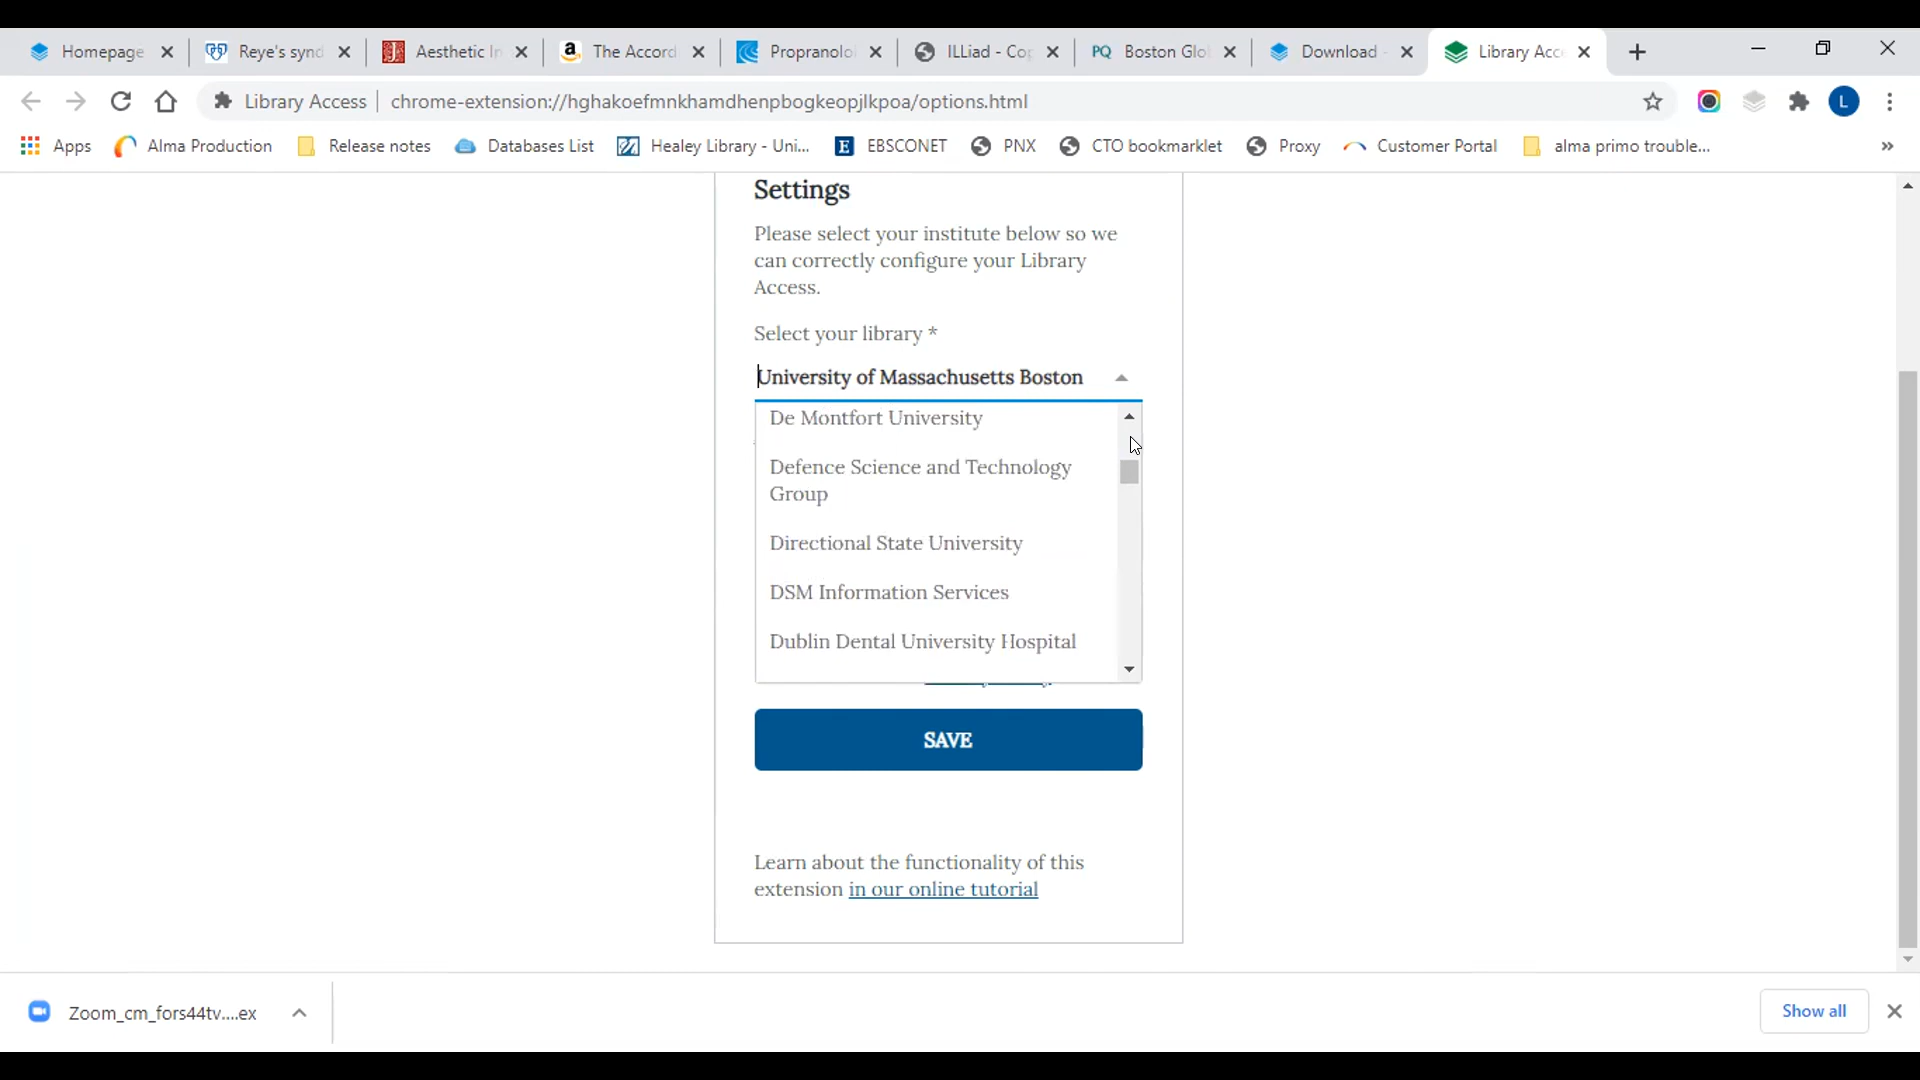 Homepage
Reye's synd
Aesthetic In
The Accord
Propranolol
ILLiad - Cop
PQ Boston Glo
Download -
Library Acce
Library Access
chrome-extension://hghakoefmnkhamdhenpbogkeopjlkpoa/options.html
L
Apps
Alma Production
Release notes
Databases List
Healey Library - Uni...
E EBSCONET
PNX
CTO bookmarklet
Proxy
Customer Portal
alma primo trouble...
»
Settings
Please select your institute below so we
can correctly configure your Library
Access.
Select your library *
University of Massachusetts Boston
De Montfort University
Defence Science and Technology
Group
Directional State University
DSM Information Services
Dublin Dental University Hospital
SAVE
Learn about the functionality of this
extension in our online tutorial
Zoom_cm_fors44tv....ex
Show all